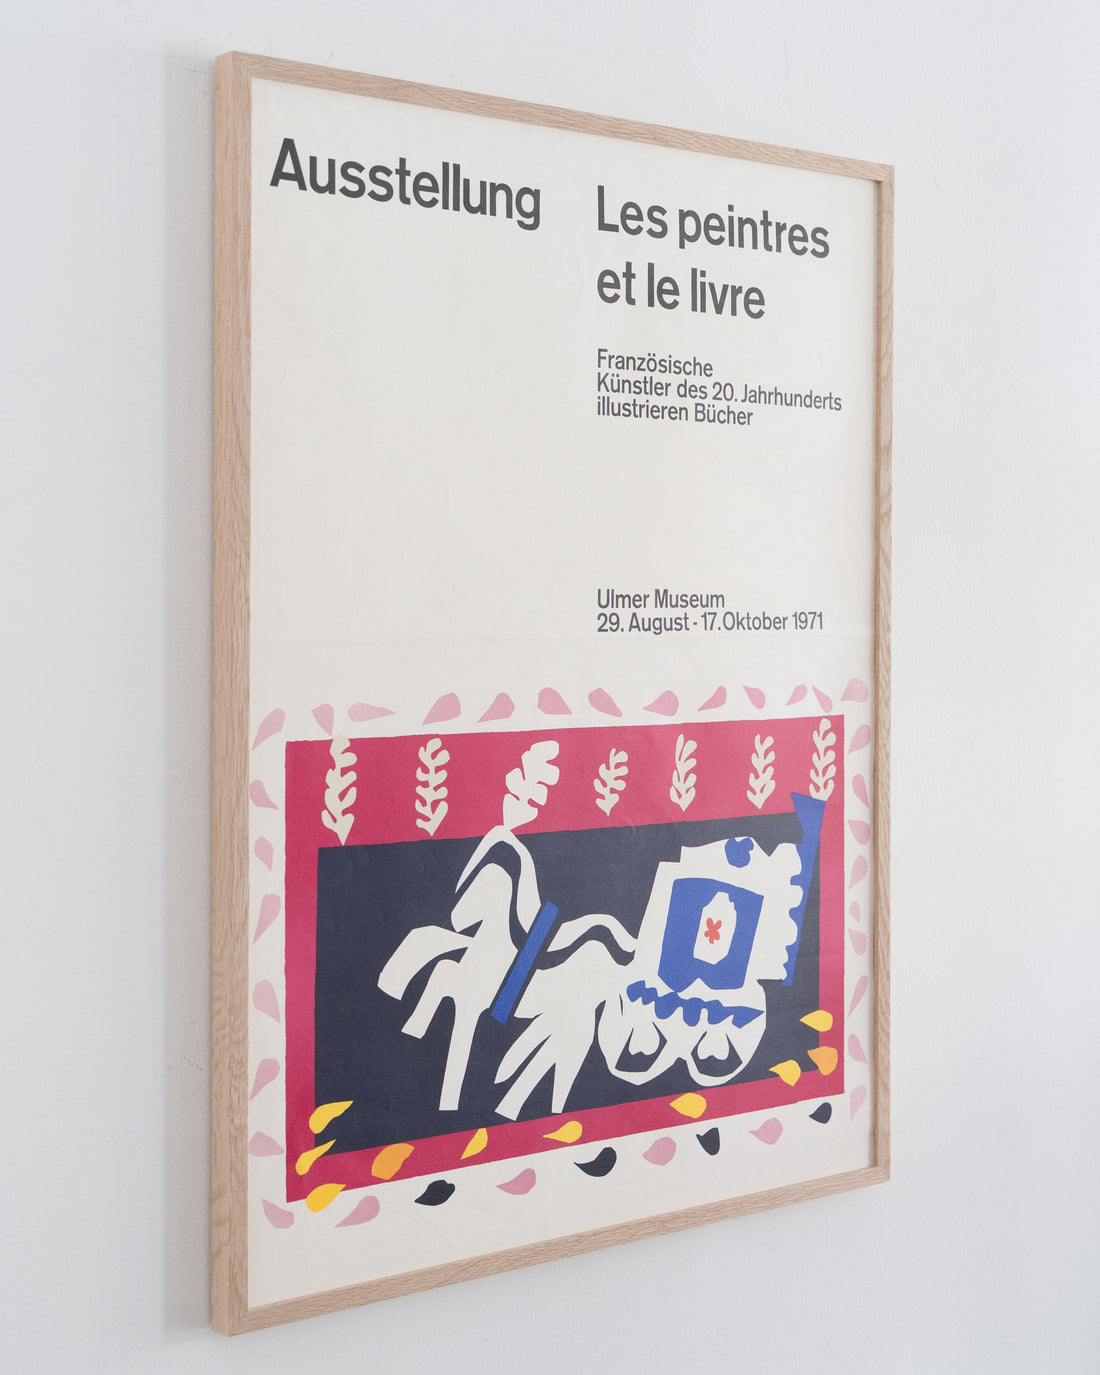 Ausstellung
Les peintres
et le livre
Französische
Künstler des 20. Jahrhunderts
illustrieren Bücher
Ulmer Museum
29. August - 17. Oktober 1971